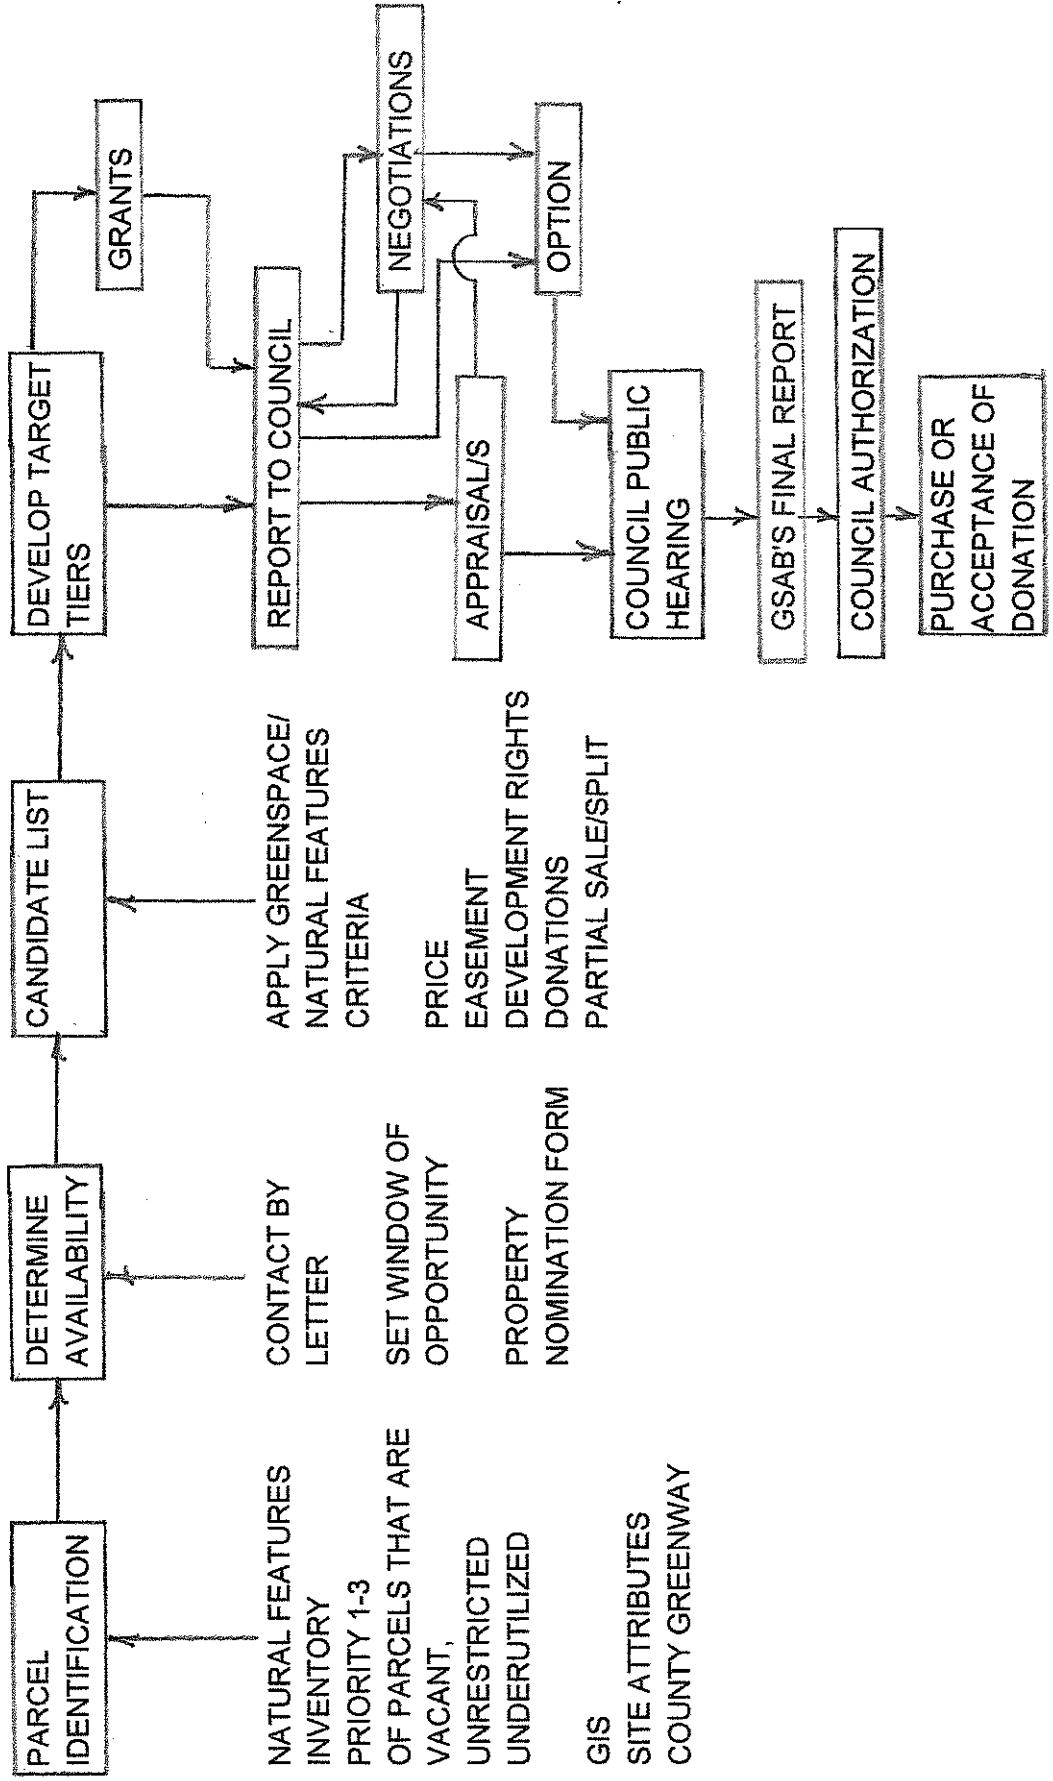 PARCEL
IDENTIFICATION
NATURAL FEATURES
INVENTORY
PRIORITY 1-3
OF PARCELS THAT ARE
VACANT,
UNRESTRICTED
UNDERUTILIZED
GIS
SITE ATTRIBUTES
COUNTY GREENWAY
DETERMINE
AVAILABILITY
CONTACT BY
LETTER
SET WINDOW OF
OPPORTUNITY
PROPERTY
NOMINATION FORM
CANDIDATE LIST
APPLY GREENSPACE/
NATURAL FEATURES
CRITERIA
PRICE
EASEMENT
DEVELOPMENT RIGHTS
DONATIONS
PARTIAL SALE/SPLIT
DEVELOP TARGET
TIERS
GRANTS
REPORT TO COUNCIL
NEGOTIATIONS
APPRAISAL/S
OPTION
COUNCIL PUBLIC
HEARING
GSAB'S FINAL REPORT
COUNCIL AUTHORIZATION
PURCHASE OR
ACCEPTANCE OF
DONATION